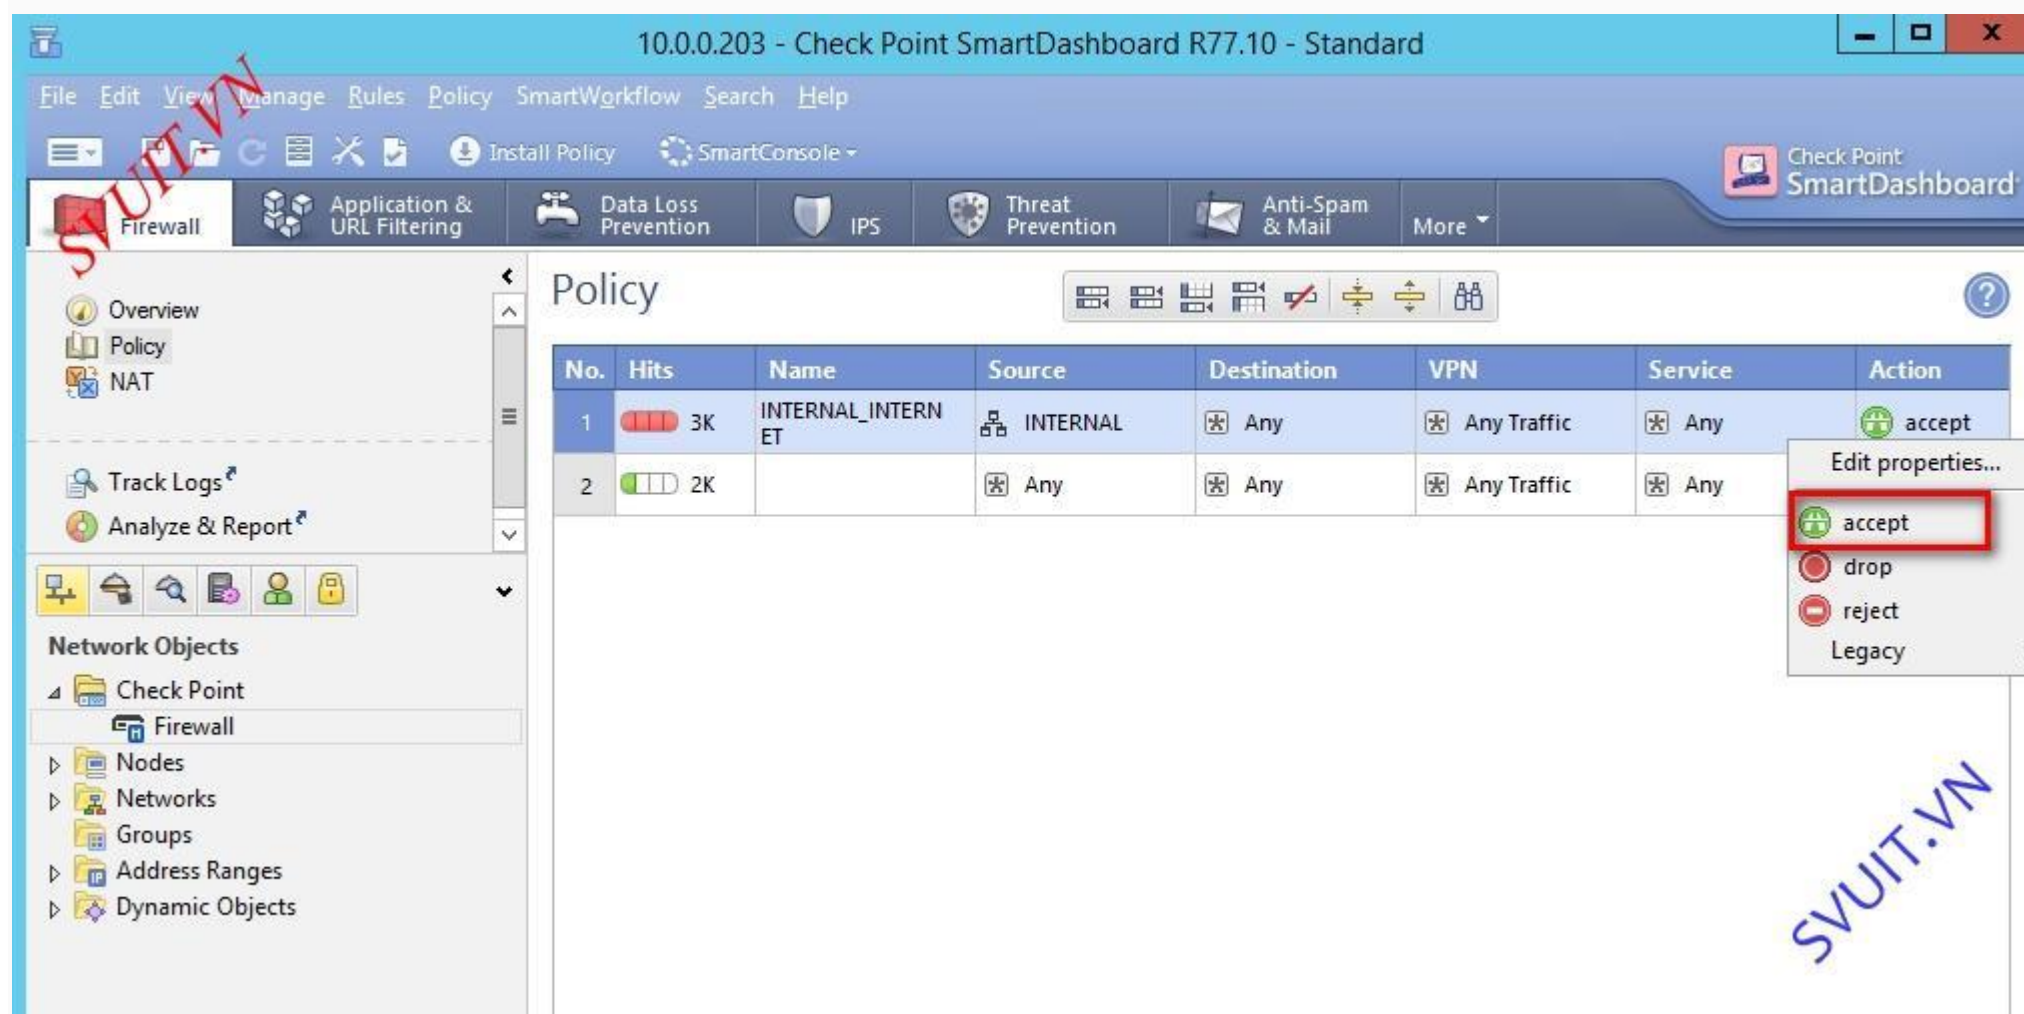 10.0.0.203 - Check Point SmartDashboard R77.10 - Standard
File Edit View Manage Rules Policy SmartWorkflow Search Help
Install Policy SmartConsole
Check Point
SmartDashboard
Firewall
Application &
URL Filtering
Data Loss
Prevention
IPS
Threat
Prevention
Anti-Spam
& Mail
More
SVUIT.VN
Overview
Policy
NAT
Track Logs
Analyze & Report
Network Objects
Check Point
Firewall
Nodes
Networks
Groups
Address Ranges
Dynamic Objects
Policy
No. Hits Name Source Destination VPN Service Action
1 3K INTERNAL_INTERN
ET INTERNAL Any Any Traffic Any accept
2 2K Any Any Any Traffic Any
Edit properties...
accept
drop
reject
Legacy
SVUIT.VN